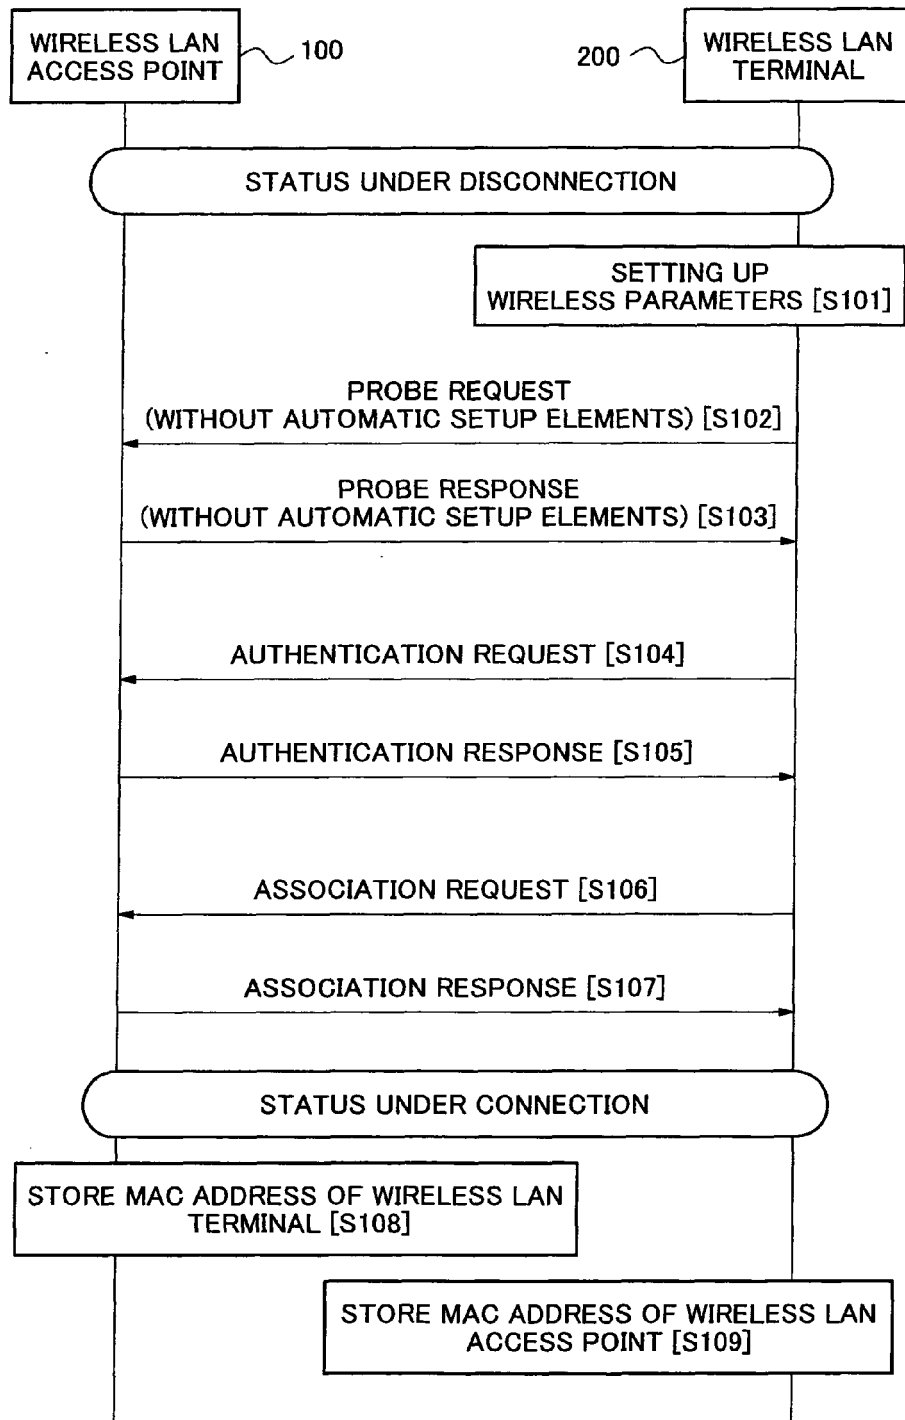 WIRELESS LAN
ACCESS POINT
100
200
WIRELESS LAN
TERMINAL
STATUS UNDER DISCONNECTION
SETTING UP
WIRELESS PARAMETERS [S101]
PROBE REQUEST
(WITHOUT AUTOMATIC SETUP ELEMENTS) [S102]
PROBE RESPONSE
(WITHOUT AUTOMATIC SETUP ELEMENTS) [S103]
AUTHENTICATION REQUEST [S104]
AUTHENTICATION RESPONSE [S105]
ASSOCIATION REQUEST [S106]
ASSOCIATION RESPONSE [S107]
STATUS UNDER CONNECTION
STORE MAC ADDRESS OF WIRELESS LAN
TERMINAL [S108]
STORE MAC ADDRESS OF WIRELESS LAN
ACCESS POINT [S109]